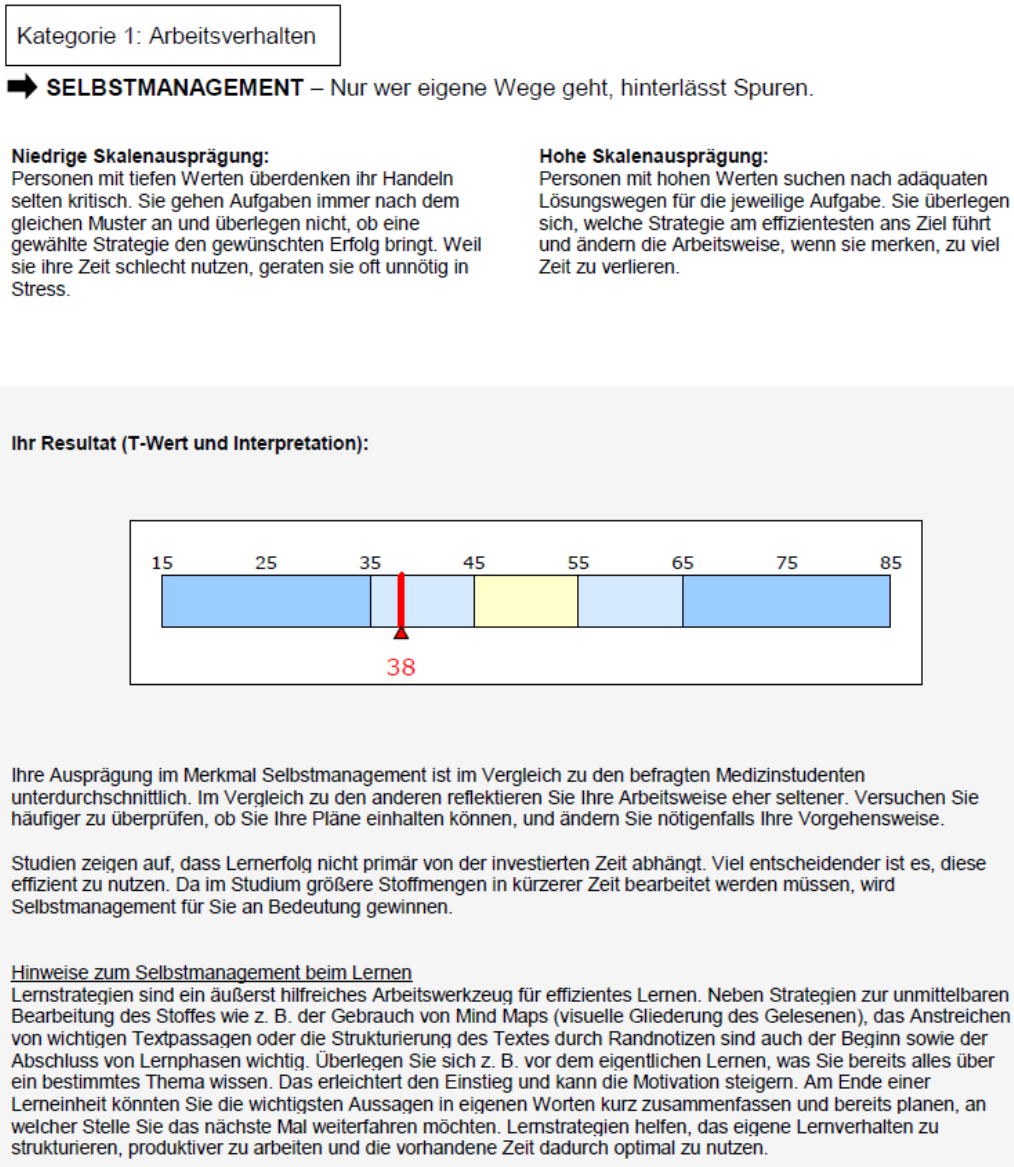 Kategorie 1: Arbeitsverhalten
SELBSTMANAGEMENT – Nur wer eigene Wege geht, hinterlässt Spuren.
Niedrige Skalenausprägung:
Personen mit tiefen Werten überdenken ihr Handeln
selten kritisch. Sie gehen Aufgaben immer nach dem
gleichen Muster an und überlegen nicht, ob eine
gewählte Strategie den gewünschten Erfolg bringt. Weil
sie ihre Zeit schlecht nutzen, geraten sie oft unnötig in
Stress.
Hohe Skalenausprägung:
Personen mit hohen Werten suchen nach adäquaten
Lösungswegen für die jeweilige Aufgabe. Sie überlegen
sich, welche Strategie am effizientesten ans Ziel führt
und ändern die Arbeitsweise, wenn sie merken, zu viel
Zeit zu verlieren.
Ihr Resultat (T-Wert und Interpretation):
15 25 35 45 55 65 75 85
38
Ihre Ausprägung im Merkmal Selbstmanagement ist im Vergleich zu den befragten Medizinstudenten
unterdurchschnittlich. Im Vergleich zu den anderen reflektieren Sie Ihre Arbeitsweise eher seltener. Versuchen Sie
häufiger zu überprüfen, ob Sie Ihre Pläne einhalten können, und ändern Sie nötigenfalls Ihre Vorgehensweise.
Studien zeigen auf, dass Lernerfolg nicht primär von der investierten Zeit abhängt. Viel entscheidender ist es, diese
effizient zu nutzen. Da im Studium größere Stoffmengen in kürzerer Zeit bearbeitet werden müssen, wird
Selbstmanagement für Sie an Bedeutung gewinnen.
Hinweise zum Selbstmanagement beim Lernen
Lernstrategien sind ein äußerst hilfreiches Arbeitswerkzeug für effizientes Lernen. Neben Strategien zur unmittelbaren
Bearbeitung des Stoffes wie z. B. der Gebrauch von Mind Maps (visuelle Gliederung des Gelesenen), das Anstreichen
von wichtigen Textpassagen oder die Strukturierung des Textes durch Randnotizen sind auch der Beginn sowie der
Abschluss von Lernphasen wichtig. Überlegen Sie sich z. B. vor dem eigentlichen Lernen, was Sie bereits alles über
ein bestimmtes Thema wissen. Das erleichtert den Einstieg und kann die Motivation steigern. Am Ende einer
Lerneinheit könnten Sie die wichtigsten Aussagen in eigenen Worten kurz zusammenfassen und bereits planen, an
welcher Stelle Sie das nächste Mal weiterfahren möchten. Lernstrategien helfen, das eigene Lernverhalten zu
strukturieren, produktiver zu arbeiten und die vorhandene Zeit dadurch optimal zu nutzen.